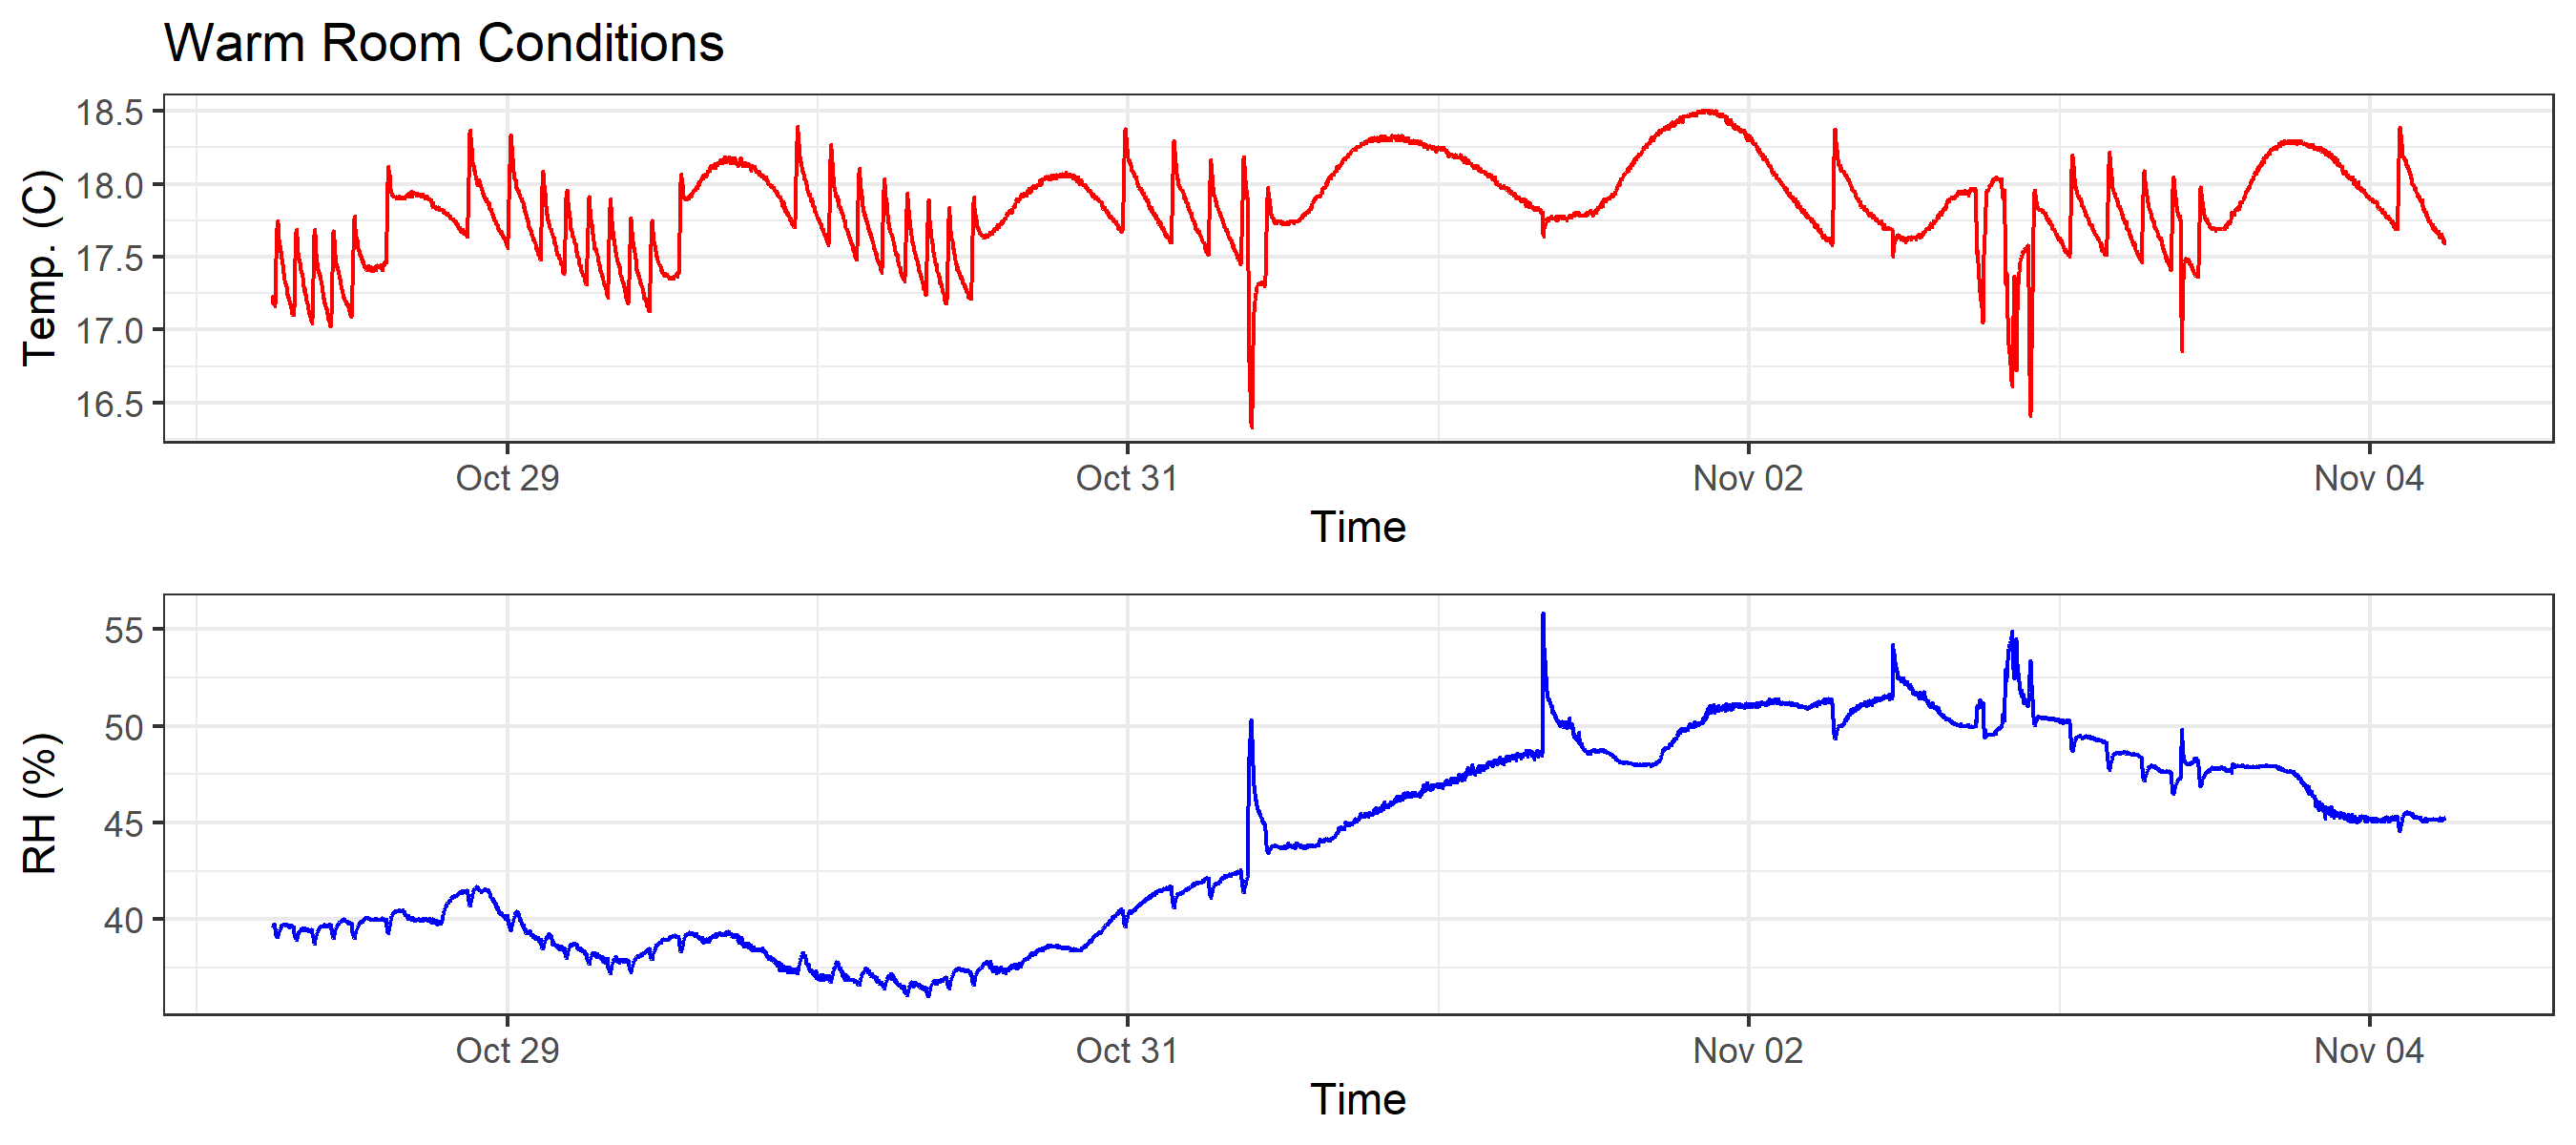 Warm Room Conditions
Temp. (C)
18.5
18.0
17.5
17.0
16.5
Oct 29 Oct 31 Nov 02 Nov 04
Time
RH (%)
55
50
45
40
Oct 29 Oct 31 Nov 02 Nov 04
Time